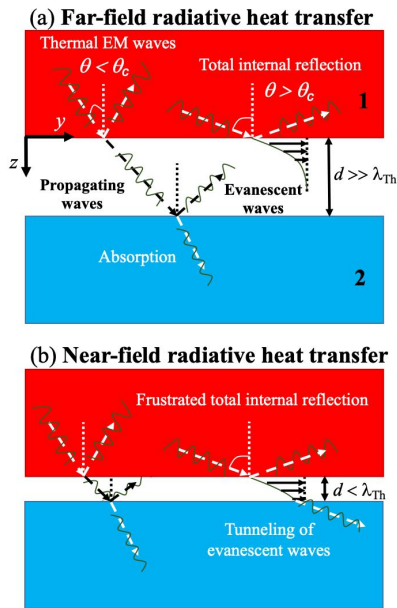 (a) Far-field radiative heat transfer
Thermal EM waves
θ < θc
Total internal reflection
θ > θc
1
y
z
Propagating
waves
Evanescent
waves
d >> λTh
Absorption
2
(b) Near-field radiative heat transfer
Frustrated total internal reflection
d < λTh
Tunneling of
evanescent waves